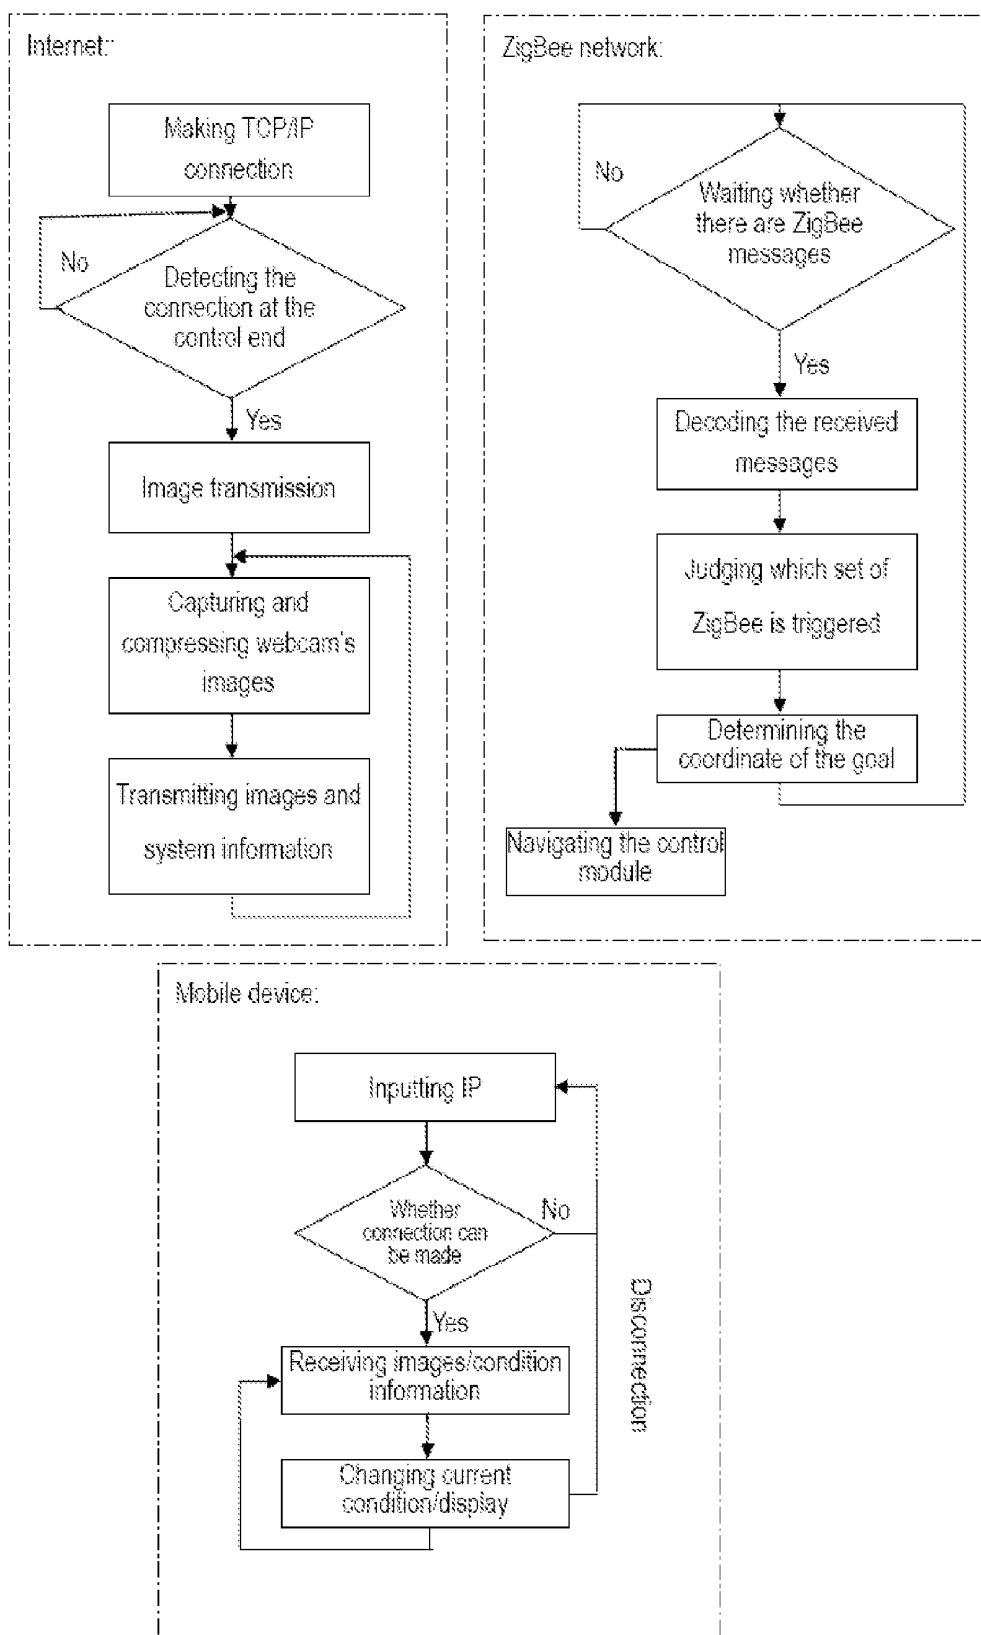 Internet::
Making TCP/IP
connection
No
Detecting the
connection at the
control end
Yes
Image transmission
Capturing and
compressing webcam's
images
Transmitting images and
system information
ZigBee network:
No
Waiting whether
there are ZigBee
messages
Yes
Decoding the received
messages
Judging which set of
ZigBee is triggered
Determining the
coordinate of the goal
Navigating the control
module
Mobile device:
Inputting IP
Whether
connection can
be made
No
Yes
Receiving images/condition
information
Changing current
condition/display
Disconnection